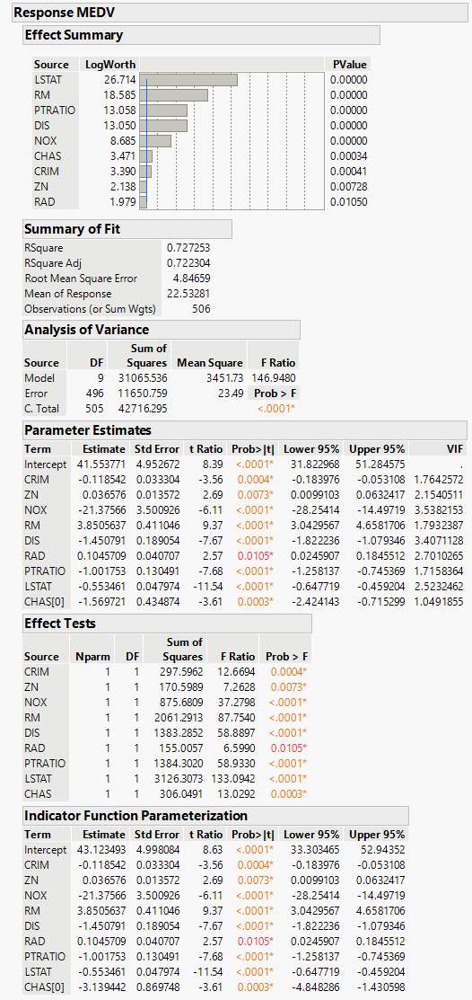 Response MEDV
Effect Summary
Source LogWorth PValue
LSTAT 26.714 0.00000
RM 18.585 0.00000
PTRATIO 13.058 0.00000
DIS 13.050 0.00000
NOX 8.685 0.00000
CHAS 3.471 0.00034
CRIM 3.390 0.00041
ZN 2.138 0.00728
RAD 1.979 0.01050
Summary of Fit
RSquare 0.727253
RSquare Adj 0.722304
Root Mean Square Error 4.84659
Mean of Response 22.53281
Observations (or Sum Wgts) 506
Analysis of Variance
Sum of
Source DF Squares Mean Square F Ratio
Model 9 31065.536 3451.73 146.9480
Error 496 11650.759 23.49 Prob > F
C. Total 505 42716.295 <.0001*
Parameter Estimates
Term Estimate Std Error t Ratio Prob>|t| Lower 95% Upper 95% VIF
Intercept 41.553771 4.952672 8.39 <.0001* 31.822968 51.284575 .
CRIM -0.118542 0.033304 -3.56 0.0004* -0.183976 -0.053108 1.7642572
ZN 0.036576 0.013572 2.69 0.0073* 0.0099103 0.0632417 2.1540511
NOX -21.37566 3.500926 -6.11 <.0001* -28.25414 -14.49719 3.5382153
RM 3.8505637 0.411046 9.37 <.0001* 3.0429567 4.6581706 1.7932387
DIS -1.450791 0.189054 -7.67 <.0001* -1.822236 -1.079346 3.4071128
RAD 0.1045709 0.040707 2.57 0.0105* 0.0245907 0.1845512 2.7010265
PTRATIO -1.001753 0.130491 -7.68 <.0001* -1.258137 -0.745369 1.7158364
LSTAT -0.553461 0.047974 -11.54 <.0001* -0.647719 -0.459204 2.5232462
CHAS[0] -1.569721 0.434874 -3.61 0.0003* -2.424143 -0.715299 1.0491855
Effect Tests
Sum of
Source Nparm DF Squares F Ratio Prob > F
CRIM 1 1 297.5962 12.6694 0.0004*
ZN 1 1 170.5989 7.2628 0.0073*
NOX 1 1 875.6809 37.2798 <.0001*
RM 1 1 2061.2913 87.7540 <.0001*
DIS 1 1 1383.2852 58.8897 <.0001*
RAD 1 1 155.0057 6.5990 0.0105*
PTRATIO 1 1 1384.3020 58.9330 <.0001*
LSTAT 1 1 3126.3073 133.0942 <.0001*
CHAS 1 1 306.0491 13.0292 0.0003*
Indicator Function Parameterization
Term Estimate Std Error t Ratio Prob>|t| Lower 95% Upper 95%
Intercept 43.123493 4.998084 8.63 <.0001* 33.303465 52.94352
CRIM -0.118542 0.033304 -3.56 0.0004* -0.183976 -0.053108
ZN 0.036576 0.013572 2.69 0.0073* 0.0099103 0.0632417
NOX -21.37566 3.500926 -6.11 <.0001* -28.25414 -14.49719
RM 3.8505637 0.411046 9.37 <.0001* 3.0429567 4.6581706
DIS -1.450791 0.189054 -7.67 <.0001* -1.822236 -1.079346
RAD 0.1045709 0.040707 2.57 0.0105* 0.0245907 0.1845512
PTRATIO -1.001753 0.130491 -7.68 <.0001* -1.258137 -0.745369
LSTAT -0.553461 0.047974 -11.54 <.0001* -0.647719 -0.459204
CHAS[0] -3.139442 0.869748 -3.61 0.0003* -4.848286 -1.430598